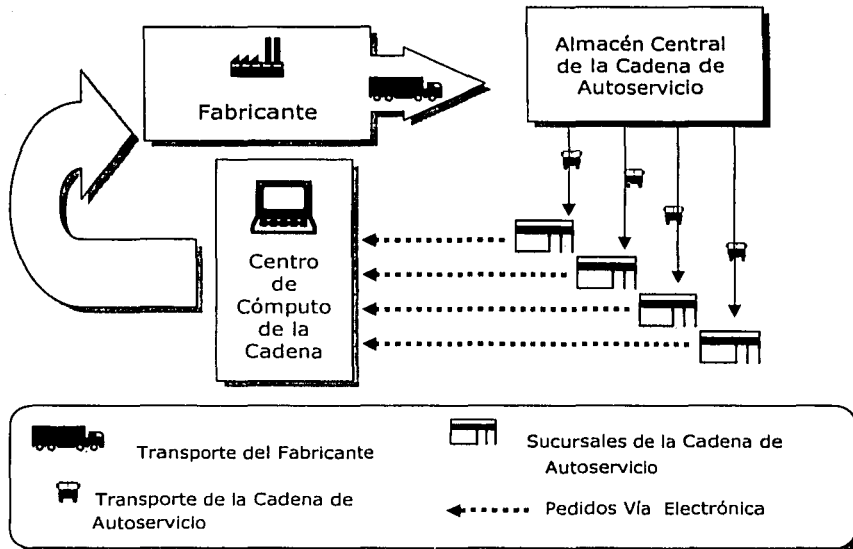 Fabricante
Almacén Central
de la Cadena de
Autoservicio
Centro
de
Cómputo
de la
Cadena
Transporte del Fabricante
Transporte de la Cadena de
Autoservicio
Sucursales de la Cadena de
Autoservicio
Pedidos Vía Electrónica